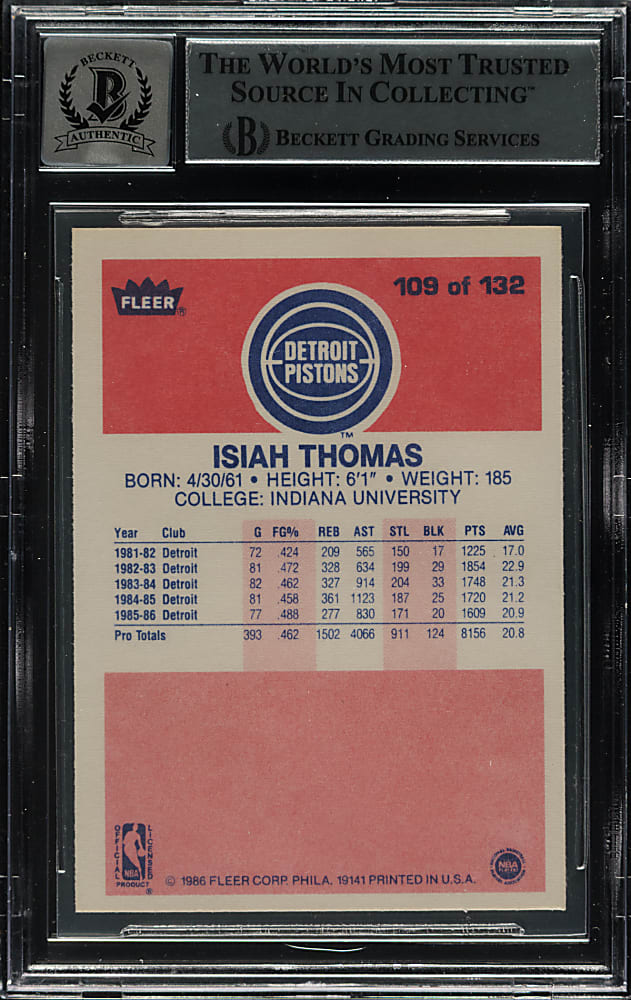 BECKETT
B
AUTHENTIC
THE WORLD'S MOST TRUSTED
SOURCE IN COLLECTING™
B BECKETT GRADING SERVICES
FLEER®
109 of 132
DETROIT
PISTONS
TM
ISIAH THOMAS
BORN: 4/30/61 • HEIGHT: 6'1" • WEIGHT: 185
COLLEGE: INDIANA UNIVERSITY
Year Club G FG% REB AST STL BLK PTS AVG
1981-82 Detroit 72 .424 209 565 150 17 1225 17.0
1982-83 Detroit 81 .472 328 634 199 29 1854 22.9
1983-84 Detroit 82 .462 327 914 204 33 1748 21.3
1984-85 Detroit 81 .458 361 1123 187 25 1720 21.2
1985-86 Detroit 77 .488 277 830 171 20 1609 20.9
Pro Totals 393 .462 1502 4066 911 124 8156 20.8
OFFICIAL LICENSED
NBA
PRODUCT ®
© 1986 FLEER CORP. PHILA. 19141 PRINTED IN U.S.A.
NBA
PLAYERS